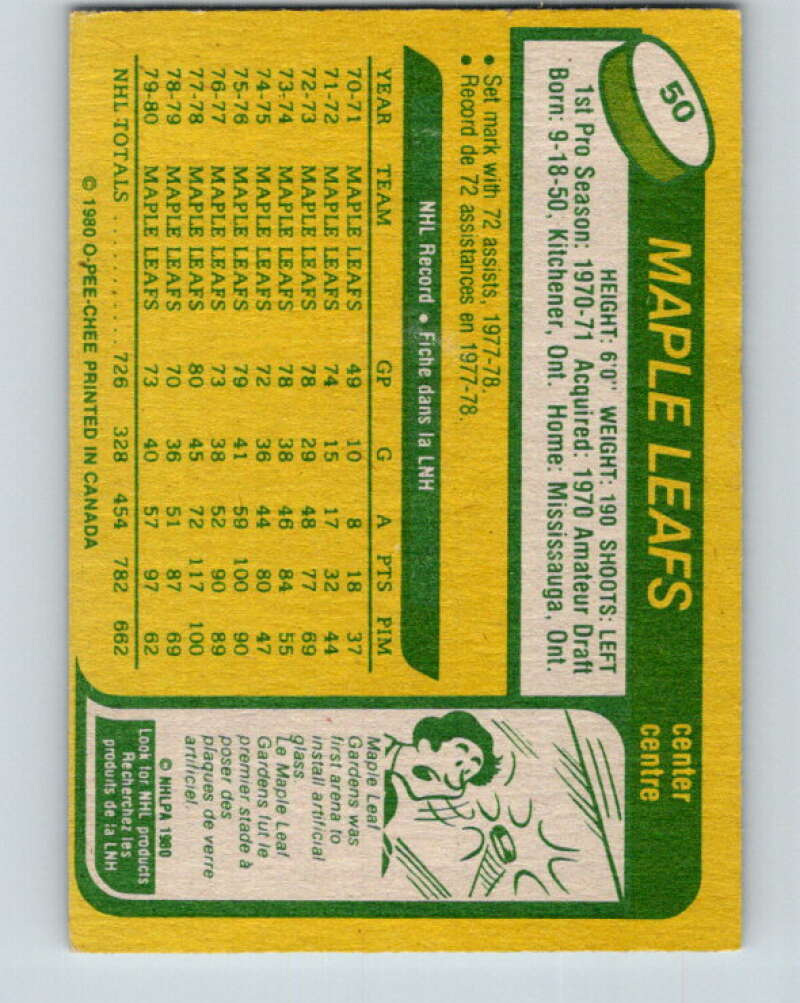 50
MAPLE LEAFS
center
centre
HEIGHT: 6'0" WEIGHT: 190 SHOOTS: LEFT
1st Pro Season: 1970-71 Acquired: 1970 Amateur Draft
Born: 9-18-50, Kitchener, Ont. Home: Mississauga, Ont.
• Set mark with 72 assists, 1977-78.
• Record de 72 assistances en 1977-78.
NHL Record • Fiche dans la LNH
YEAR TEAM GP G A PTS PIM
70-71 MAPLE LEAFS 49 10 8 18 37
71-72 MAPLE LEAFS 74 15 17 32 44
72-73 MAPLE LEAFS 78 29 48 77 69
73-74 MAPLE LEAFS 78 38 46 84 55
74-75 MAPLE LEAFS 72 36 44 80 47
75-76 MAPLE LEAFS 79 41 59 100 90
76-77 MAPLE LEAFS 73 38 52 90 89
77-78 MAPLE LEAFS 80 45 72 117 100
78-79 MAPLE LEAFS 70 36 51 87 69
79-80 MAPLE LEAFS 73 40 57 97 62
NHL TOTALS .......... 726 328 454 782 662
© 1980 O-PEE-CHEE PRINTED IN CANADA
Maple Leaf
Gardens was
first arena to
install artificial
glass.
Le Maple Leaf
Gardens fut le
premier stade à
poser des
plaques de verre
artificiel.
© NHLPA 1980
Look for NHL products
Recherchez les
produits de la LNH